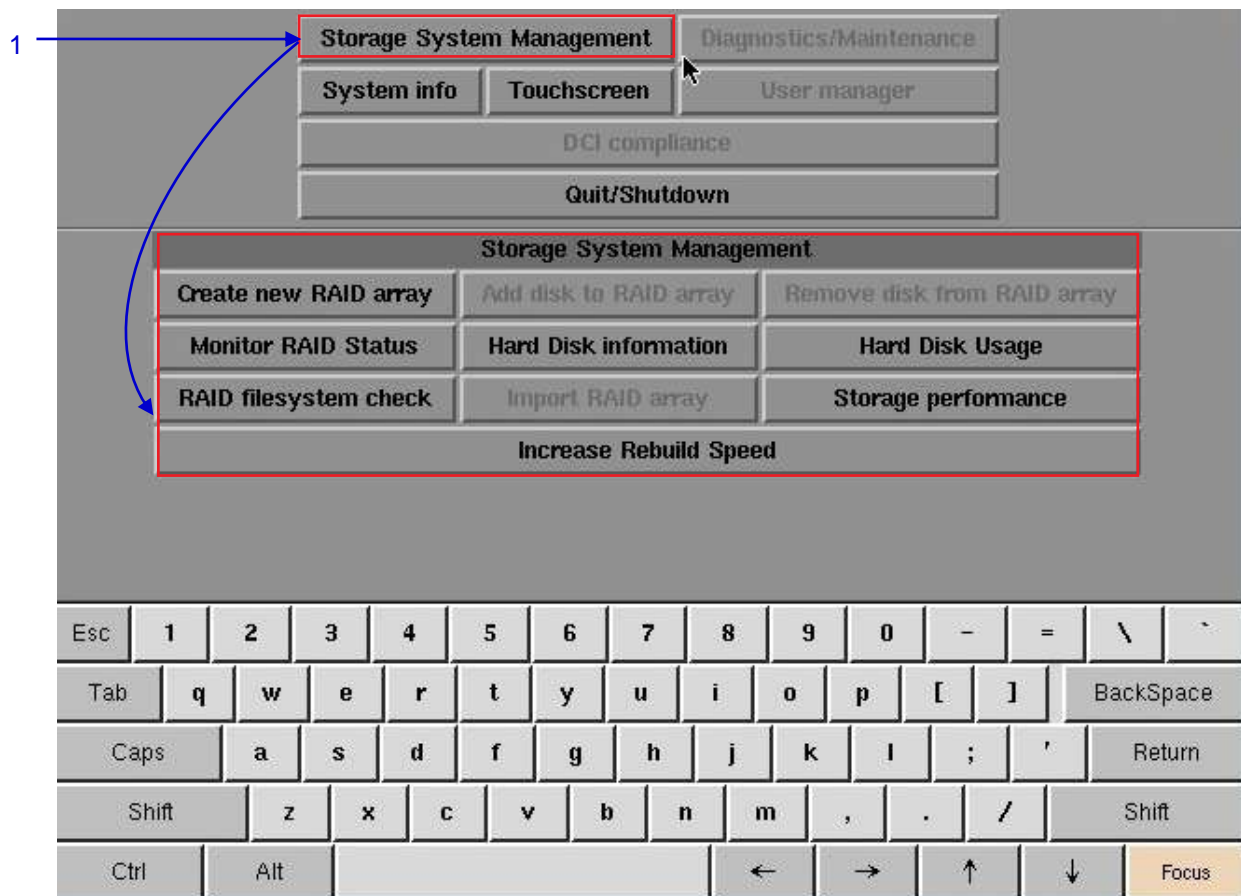 1
Storage System Management Diagnostics/Maintenance
System info Touchscreen User manager
DCI compliance
Quit/Shutdown
Storage System Management
Create new RAID array Add disk to RAID array Remove disk from RAID array
Monitor RAID Status Hard Disk information Hard Disk Usage
RAID filesystem check Import RAID array Storage performance
Increase Rebuild Speed
Esc 1 2 3 4 5 6 7 8 9 0 - = \ `
Tab q w e r t y u i o p [ ] BackSpace
Caps a s d f g h j k l ; ' Return
Shift z x c v b n m , . / Shift
Ctrl Alt ← → ↑ ↓ Focus